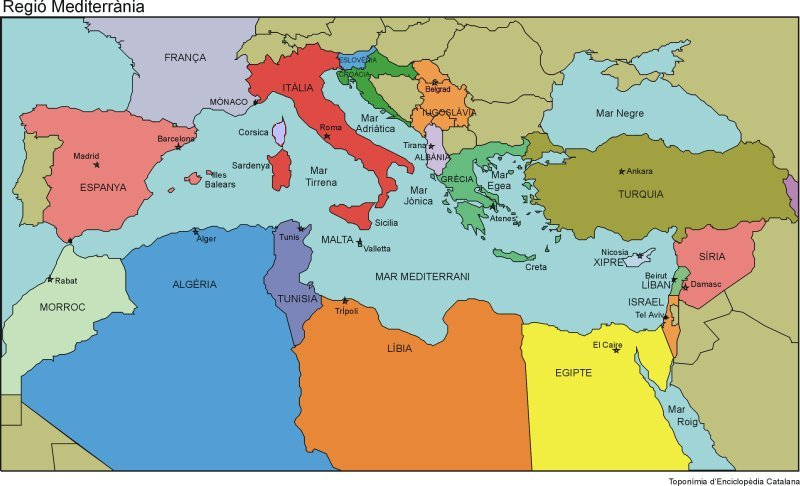 Regió Mediterrània
FRANÇA
ESLOVÈNIA
CROÀCIA
Belgrad
IUGOSLÀVIA
ITÀLIA
MÒNACO
Mar Negre
Mar
Adriàtica
Corsica
Roma
Barcelona
Tirana
ALBÀNIA
Madrid
ESPANYA
Sardenya
Mar
Tirrena
Illes
Balears
GRÈCIA
Mar
Egea
Ankara
TURQUIA
Mar
Jònica
Atenes
Sicilia
Alger
Tunis
MALTA
Valletta
Creta
Nicosia
XIPRE
SÍRIA
Beirut
LÍBAN
Damasc
MAR MEDITERRANI
Rabat
MORROC
ALGÉRIA
TUNISIA
Trípoli
ISRAEL
Tel Aviv
LÍBIA
El Caire
EGIPTE
Mar
Roig
Toponímia d'Enciclopèdia Catalana